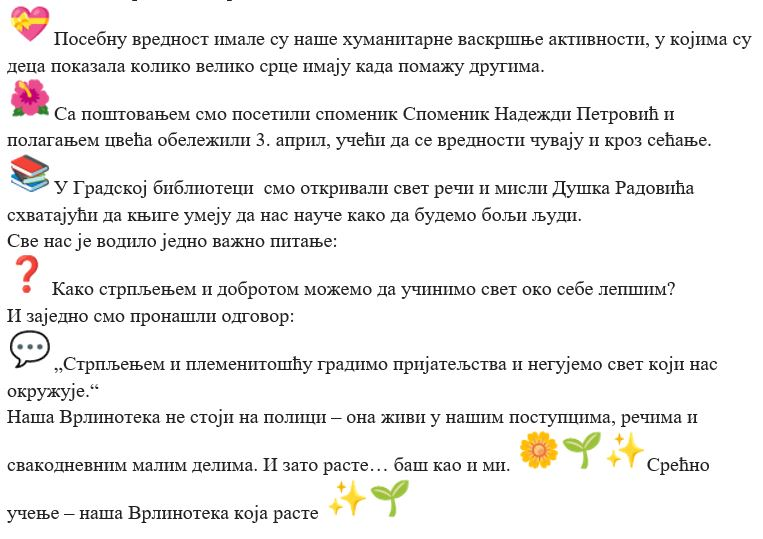 💝 Посебну вредност имале су наше хуманитарне васкршње активности, у којима су
деца показала колико велико срце имају када помажу другима.
🌺 Са поштовањем смо посетили споменик Споменик Надежди Петровић и
полагањем цвећа обележили 3. април, учећи да се вредности чувају и кроз сећање.
📚 У Градској библиотеци  смо откривали свет речи и мисли Душка Радовића
схватајући да књиге умеју да нас науче како да будемо бољи људи.
Све нас је водило једно важно питање:
❓ Како стрпљењем и добротом можемо да учинимо свет око себе лепшим?
И заједно смо пронашли одговор:
💬 „Стрпљењем и племенитошћу градимо пријатељства и негујемо свет који нас
окружује.“
Наша Врлинотека не стоји на полици – она живи у нашим поступцима, речима и
свакодневним малим делима. И зато расте… баш као и ми. 🌼🌱✨ Срећно
учење – наша Врлинотека која расте ✨🌱